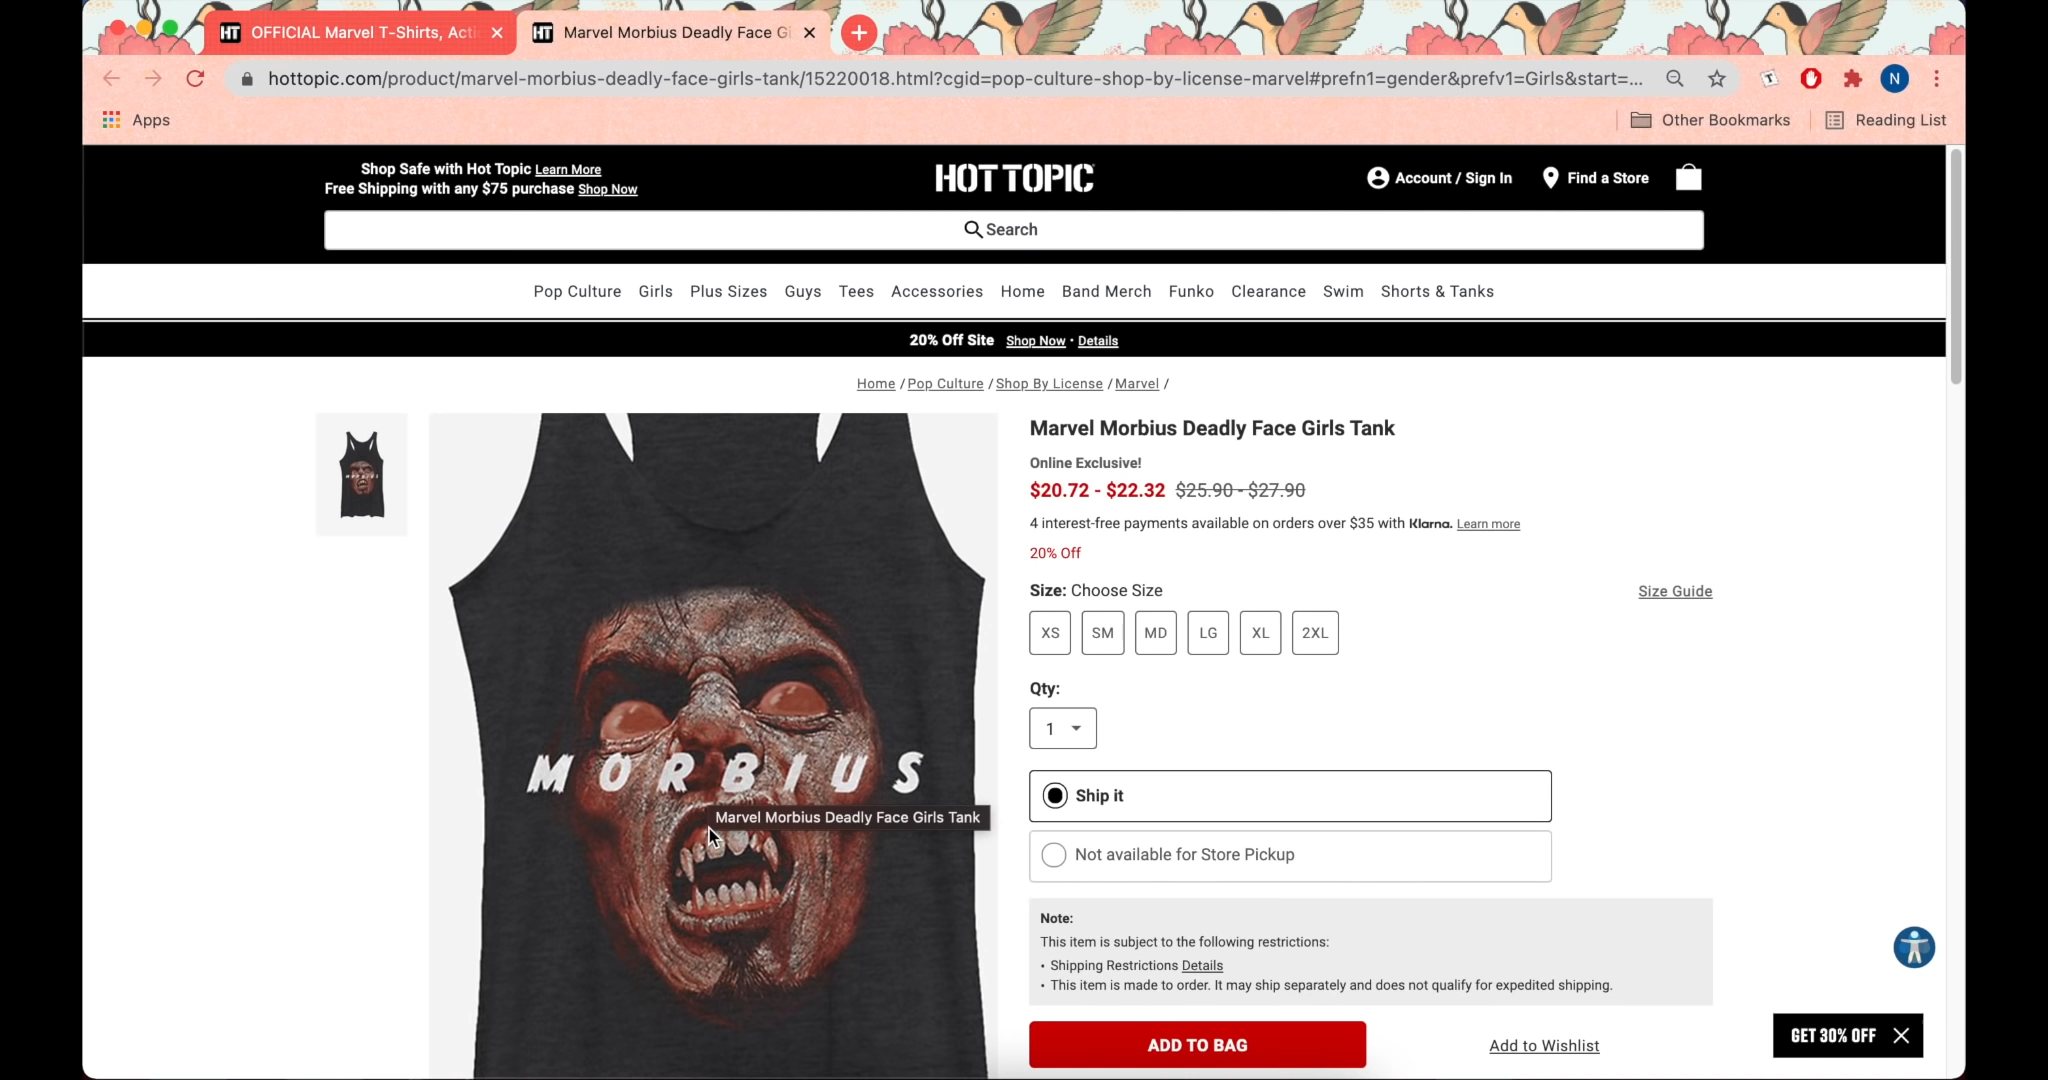 HT OFFICIAL Marvel T-Shirts, Acti
HT Marvel Morbius Deadly Face Gi
hottopic.com/product/marvel-morbius-deadly-face-girls-tank/15220018.html?cgid=pop-culture-shop-by-license-marvel#prefn1=gender&prefv1=Girls&start=...
T
N
Apps
Other Bookmarks
Reading List
Shop Safe with Hot Topic Learn More
Free Shipping with any $75 purchase Shop Now
HOT TOPIC
Account / Sign In
Find a Store
Search
Pop Culture Girls Plus Sizes Guys Tees Accessories Home Band Merch Funko Clearance Swim Shorts & Tanks
20% Off Site Shop Now • Details
Home / Pop Culture / Shop By License / Marvel /
MORBIUS
Marvel Morbius Deadly Face Girls Tank
Marvel Morbius Deadly Face Girls Tank
Online Exclusive!
$20.72 - $22.32 $25.90 - $27.90
4 interest-free payments available on orders over $35 with Klarna. Learn more
20% Off
Size: Choose Size
Size Guide
XS SM MD LG XL 2XL
Qty:
1
Ship it
Not available for Store Pickup
Note:
This item is subject to the following restrictions:
• Shipping Restrictions Details
• This item is made to order. It may ship separately and does not qualify for expedited shipping.
ADD TO BAG
Add to Wishlist
GET 30% OFF